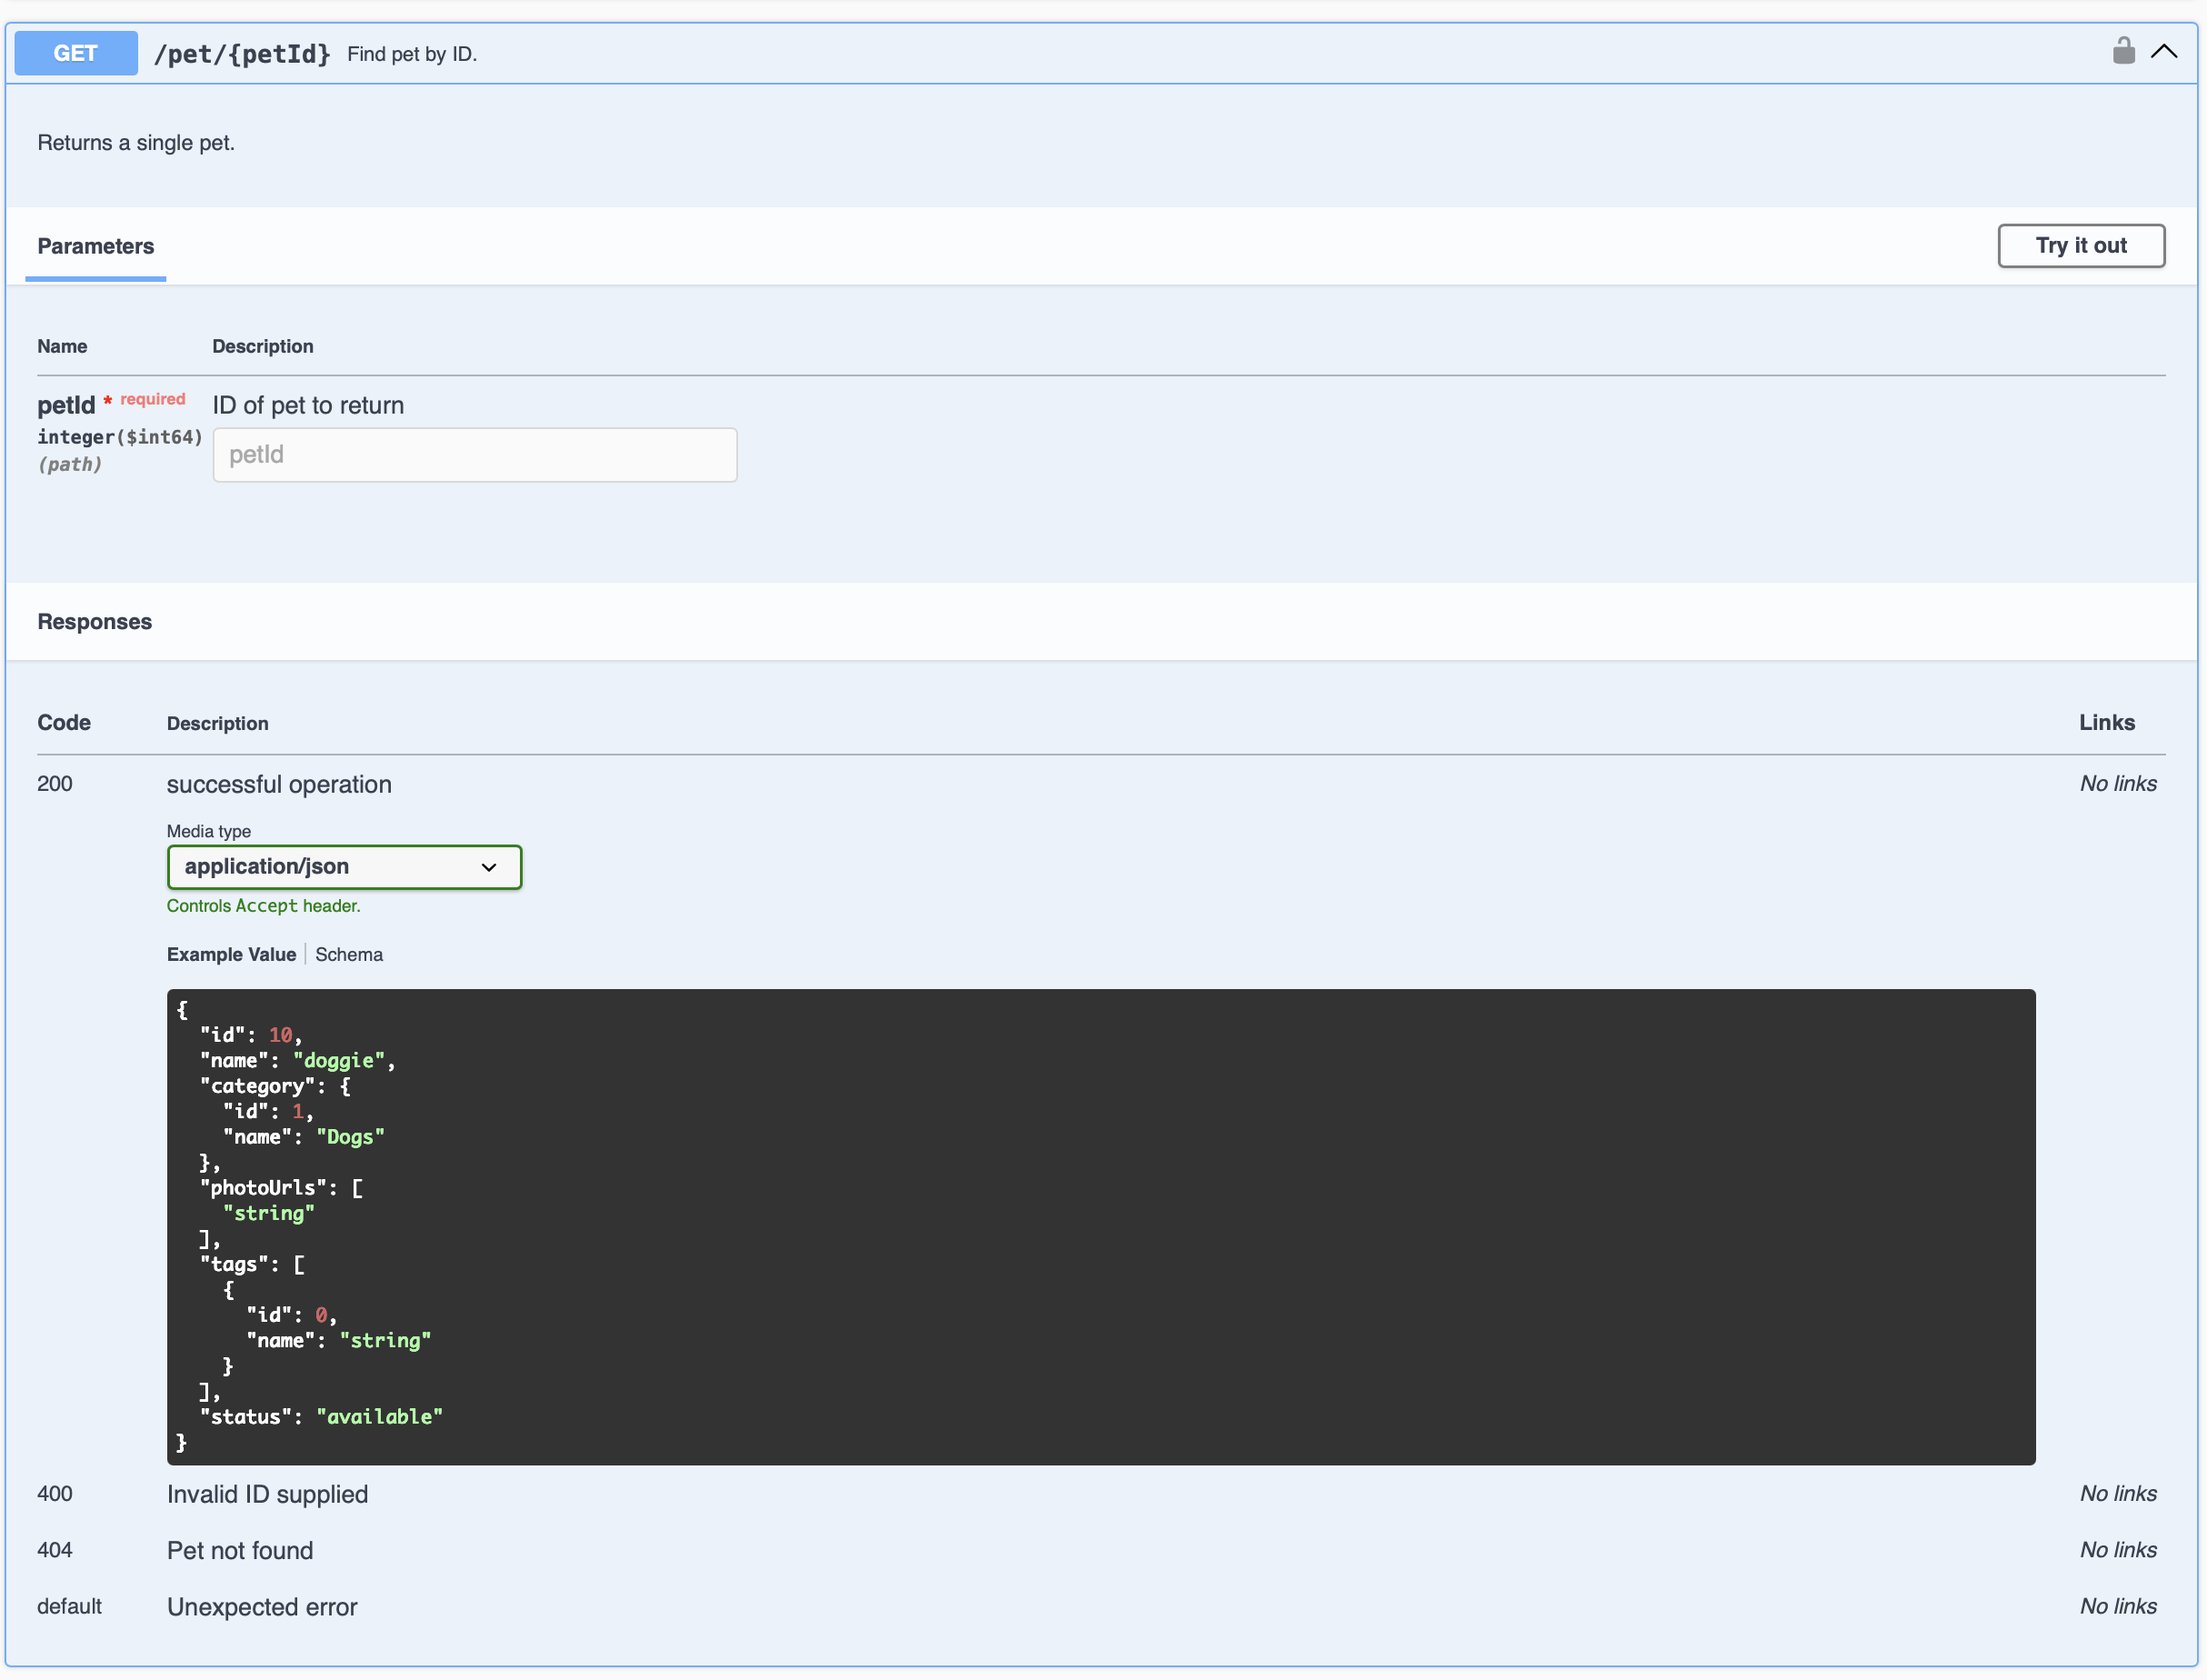 GET /pet/{petId} Find pet by ID.
Returns a single pet.
Parameters
Try it out
Name Description
petId * required
integer($int64)
(path)
ID of pet to return
petId
Responses
Code Description Links
200 successful operation No links
Media type
application/json
Controls Accept header.
Example Value Schema
{
  "id": 10,
  "name": "doggie",
  "category": {
    "id": 1,
    "name": "Dogs"
  },
  "photoUrls": [
    "string"
  ],
  "tags": [
    {
      "id": 0,
      "name": "string"
    }
  ],
  "status": "available"
}
400 Invalid ID supplied No links
404 Pet not found No links
default Unexpected error No links